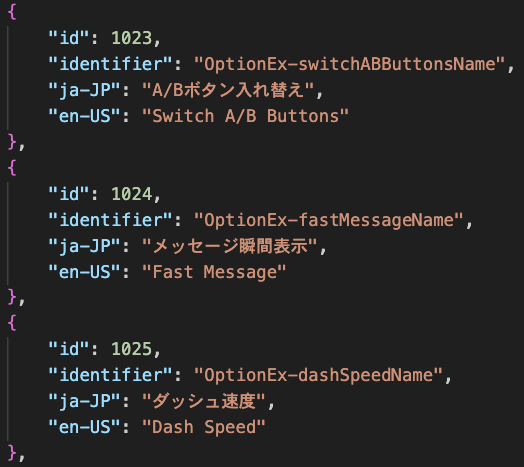 {
    "id": 1023,
    "identifier": "OptionEx-switchABButtonsName",
    "ja-JP": "A/Bボタン入れ替え",
    "en-US": "Switch A/B Buttons"
},
{
    "id": 1024,
    "identifier": "OptionEx-fastMessageName",
    "ja-JP": "メッセージ瞬間表示",
    "en-US": "Fast Message"
},
{
    "id": 1025,
    "identifier": "OptionEx-dashSpeedName",
    "ja-JP": "ダッシュ速度",
    "en-US": "Dash Speed"
},